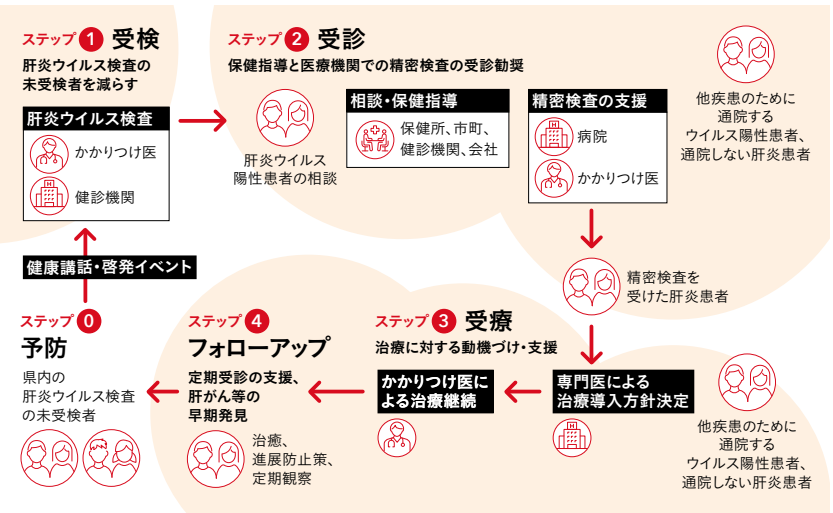 ステップ 1 受検
肝炎ウイルス検査の
未受検者を減らす
肝炎ウイルス検査
かかりつけ医
健診機関
ステップ 2 受診
保健指導と医療機関での精密検査の受診勧奨
肝炎ウイルス
陽性患者の相談
相談・保健指導
保健所、市町、
健診機関、会社
精密検査の支援
病院
かかりつけ医
他疾患のために
通院する
ウイルス陽性患者、
通院しない肝炎患者
健康講話・啓発イベント
精密検査を
受けた肝炎患者
ステップ 0
予防
県内の
肝炎ウイルス検査
の未受検者
ステップ 4
フォローアップ
定期受診の支援、
肝がん等の
早期発見
治癒、
進展防止策、
定期観察
ステップ 3 受療
治療に対する動機づけ・支援
かかりつけ医に
よる治療継続
専門医による
治療導入方針決定
他疾患のために
通院する
ウイルス陽性患者、
通院しない肝炎患者